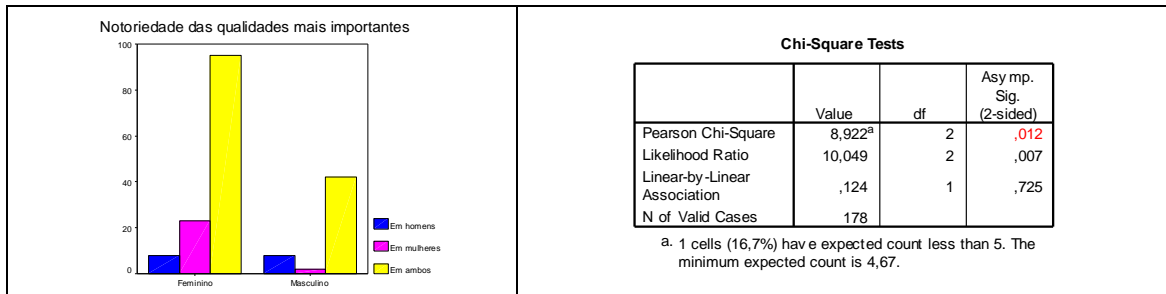 Notoriedade das qualidades mais importantes
100
80
60
40
20
0
Feminino
Masculino
Em homens
Em mulheres
Em ambos
Chi-Square Tests
Value df Asymp. Sig. (2-sided)
Pearson Chi-Square 8,922a 2 ,012
Likelihood Ratio 10,049 2 ,007
Linear-by-Linear Association ,124 1 ,725
N of Valid Cases 178
a. 1 cells (16,7%) have expected count less than 5. The
minimum expected count is 4,67.